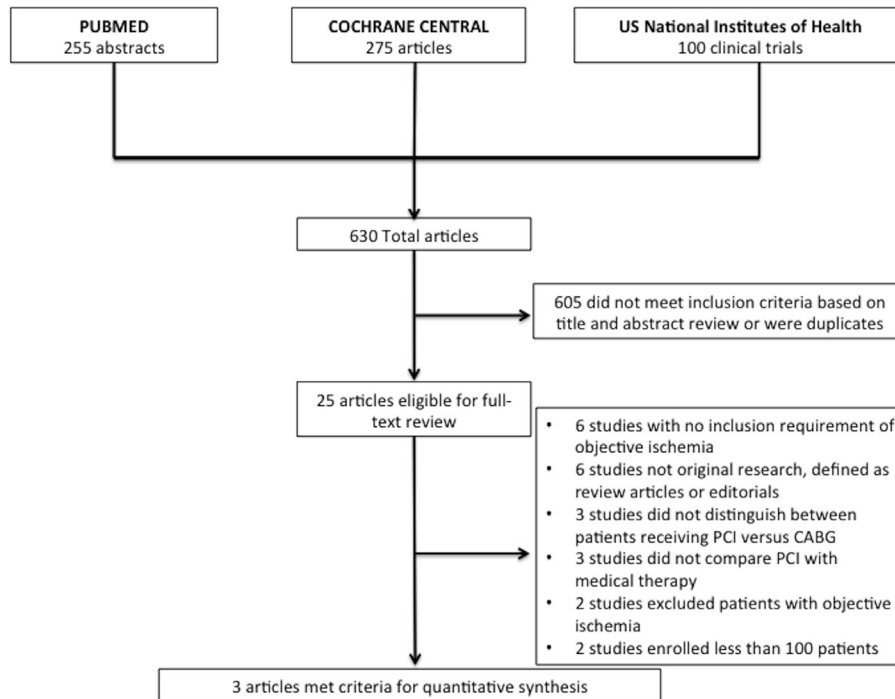 PUBMED
255 abstracts
COCHRANE CENTRAL
275 articles
US National Institutes of Health
100 clinical trials
630 Total articles
605 did not meet inclusion criteria based on
title and abstract review or were duplicates
25 articles eligible for full-
text review
• 6 studies with no inclusion requirement of
objective ischemia
• 6 studies not original research, defined as
review articles or editorials
• 3 studies did not distinguish between
patients receiving PCI versus CABG
• 3 studies did not compare PCI with
medical therapy
• 2 studies excluded patients with objective
ischemia
• 2 studies enrolled less than 100 patients
3 articles met criteria for quantitative synthesis